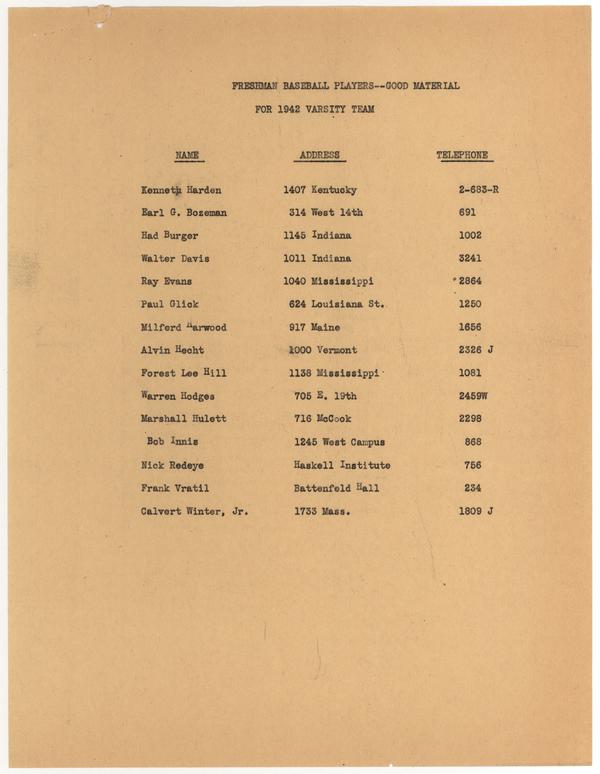 FRESHMAN BASEBALL PLAYERS--GOOD MATERIAL
FOR 1942 VARSITY TEAM
NAME ADDRESS TELEPHONE
Kenneth Harden 1407 Kentucky 2-683-R
Earl G. Bozeman 314 West 14th 691
Had Burger 1145 Indiana 1002
Walter Davis 1011 Indiana 3241
Ray Evans 1040 Mississippi 2864
Paul Glick 624 Louisiana St. 1250
Milferd Harwood 917 Maine 1656
Alvin Hecht 1000 Vermont 2326 J
Forest Lee Hill 1138 Mississippi 1081
Warren Hodges 705 E. 19th 2459W
Marshall Hulett 716 McCook 2298
Bob Innis 1245 West Campus 868
Nick Redeye Haskell Institute 756
Frank Vratil Battenfeld Hall 234
Calvert Winter, Jr. 1733 Mass. 1809 J